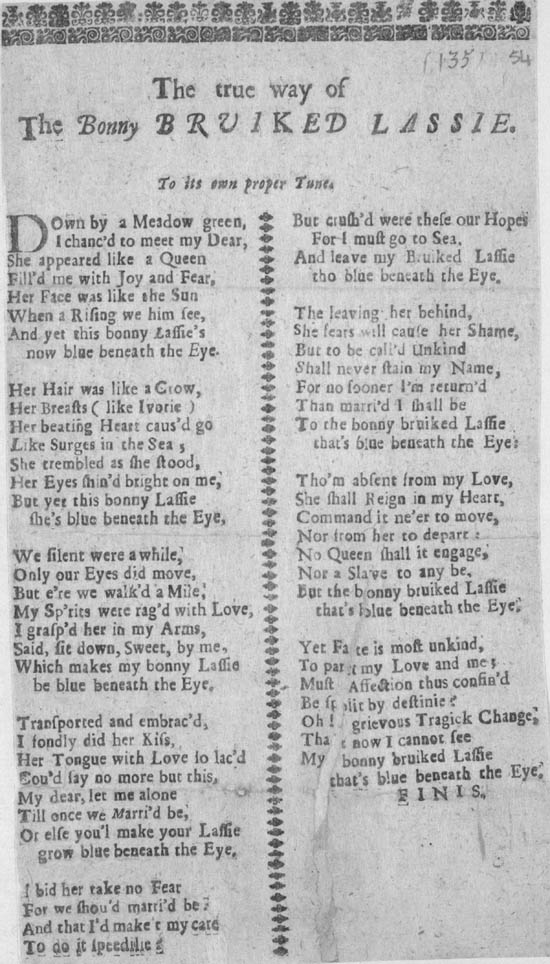 (135) 54
The true way of
The Bonny BRUIKED LASSIE.
To its own proper Tune.
DOwn by a Meadow green,
I chanc'd to meet my Dear,
She appeared like a Queen
Fill'd me with Joy and Fear,
Her Face was like the Sun
When a Rising we him see,
And yet this bonny Lassie's
now blue beneath the Eye.
Her Hair was like a Crow,
Her Breasts ( like Ivorie )
Her beating Heart caus'd go
Like Surges in the Sea;
She trembled as she stood,
Her Eyes shin'd bright on me,
But yet this bonny Lassie
she's blue beneath the Eye.
We silent were a while,
Only our Eyes did move,
But e're we walk'd a Mile,
My Sp'rits were rag'd with Love,
I grasp'd her in my Arms,
Said, sit down, Sweet, by me,
Which makes my bonny Lassie
be blue beneath the Eye.
Transported and embrac'd,
I fondly did her Kiss,
Her Tongue with Love so lac'd
Cou'd say no more but this,
My dear, let me alone
Till once we Marri'd be,
Or else you'l make your Lassie
grow blue beneath the Eye.
I bid her take no Fear
For we shou'd marri'd be:
And that I'd make't my care
To do it speedilie:
But crush'd were these our Hopes
For I must go to Sea.
And leave my Bruiked Lassie
tho blue beneath the Eye.
The leaving her behind,
She fears will cause her Shame,
But to be call'd Unkind
Shall never stain my Name,
For no sooner I'm return'd
Than marri'd I shall be
To the bonny bruiked Lassie
that's blue beneath the Eye:
Tho'm absent from my Love,
She shall Reign in my Heart,
Command it ne'er to move,
Nor from her to depart:
No Queen shall it engage,
Nor a Slave to any be,
But the bonny bruiked Lassie
that's blue beneath the Eye.
Yet Fate is most unkind,
To part my Love and me;
Must Affection thus confin'd
Be split by destinie?
Oh! grievous Tragick Change,
That now I cannot see
My bonny bruiked Lassie
that's blue beneath the Eye.
FINIS.